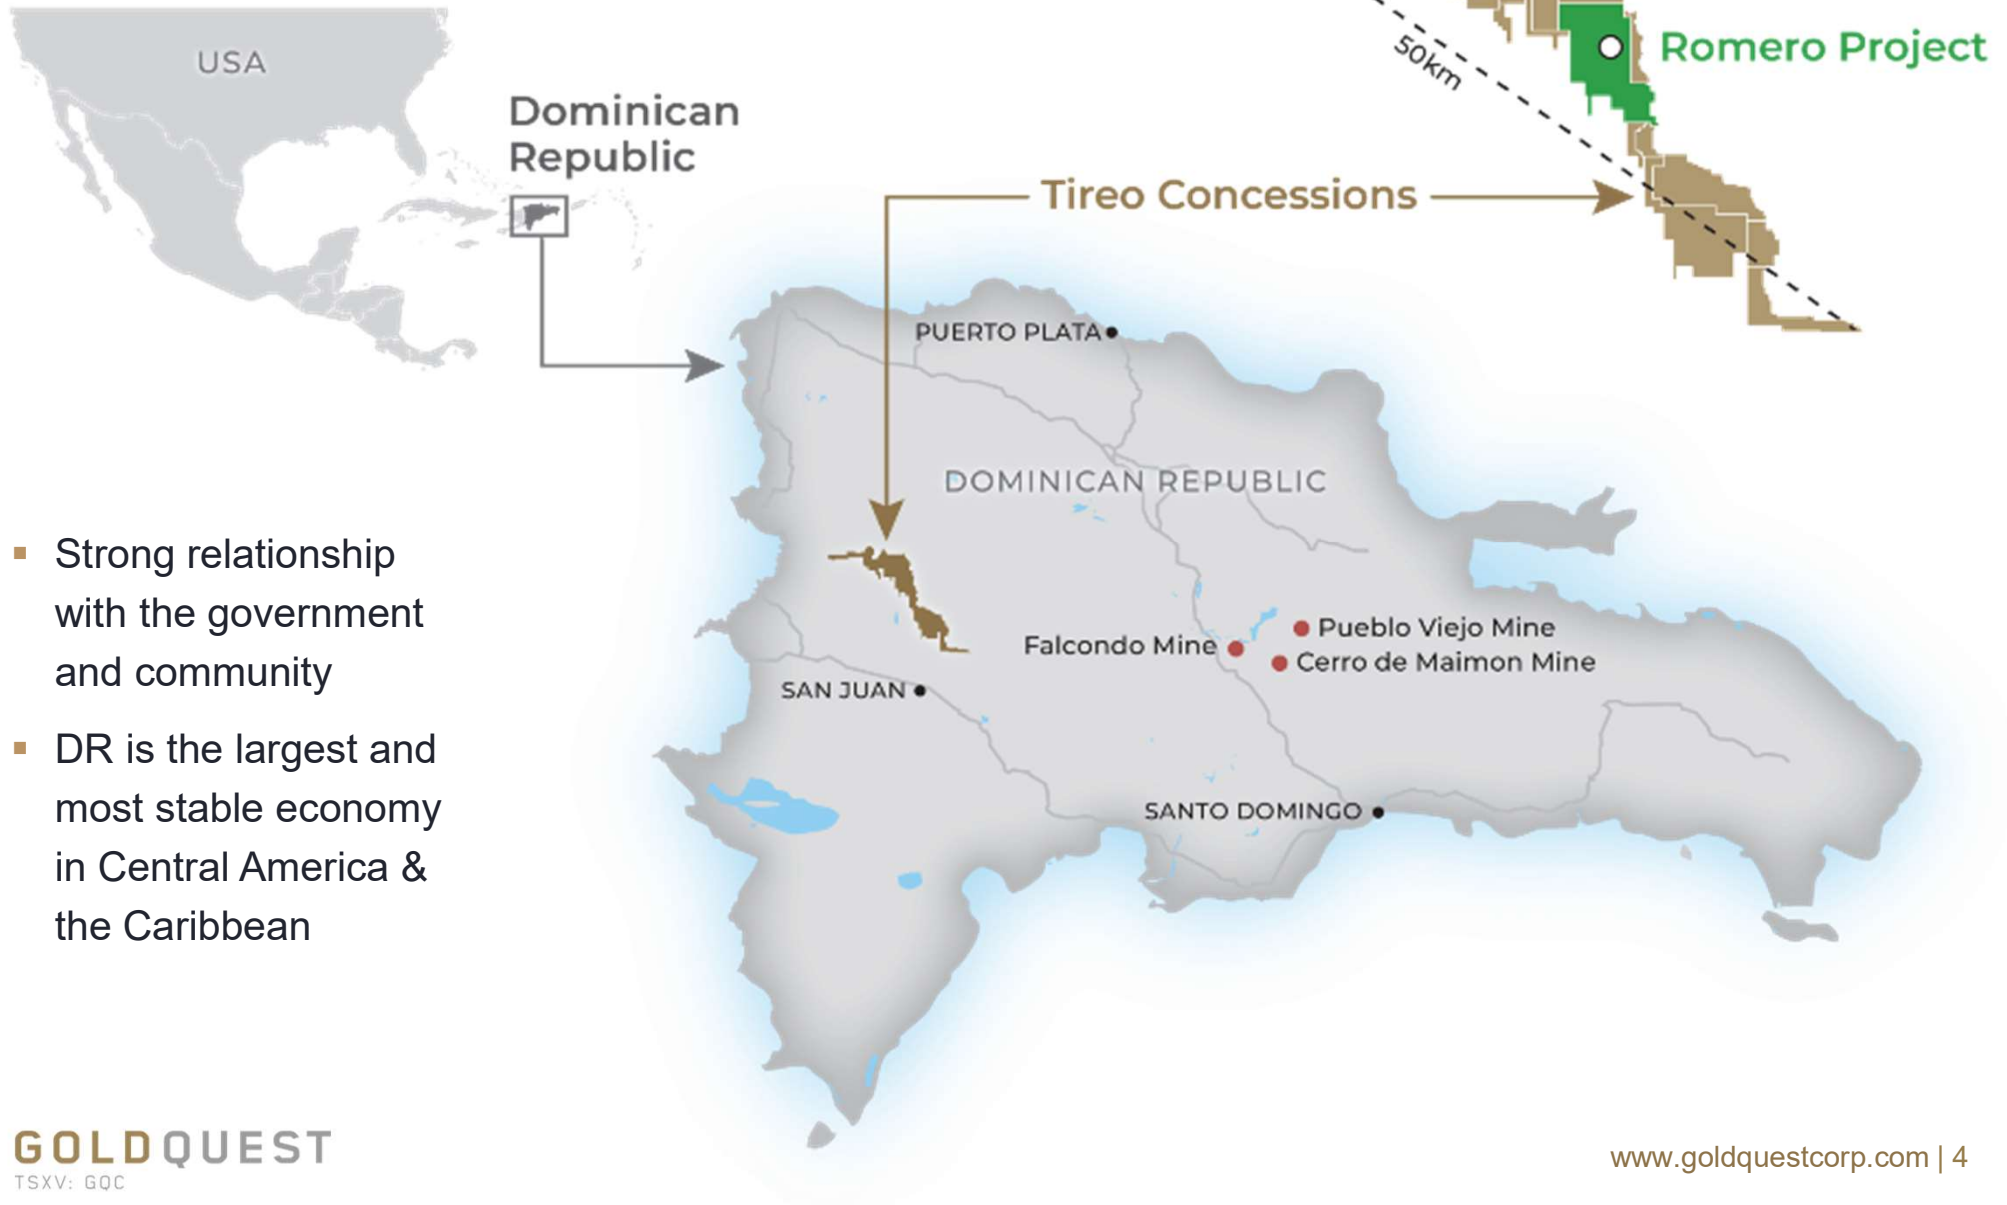 USA
Dominican
Republic
50km
Romero Project
Tireo Concessions
PUERTO PLATA
DOMINICAN REPUBLIC
Pueblo Viejo Mine
Falcondo Mine
Cerro de Maimon Mine
SAN JUAN
SANTO DOMINGO
▪ Strong relationship
with the government
and community
▪ DR is the largest and
most stable economy
in Central America &
the Caribbean
GOLDQUEST
TSXV: GQC
www.goldquestcorp.com | 4